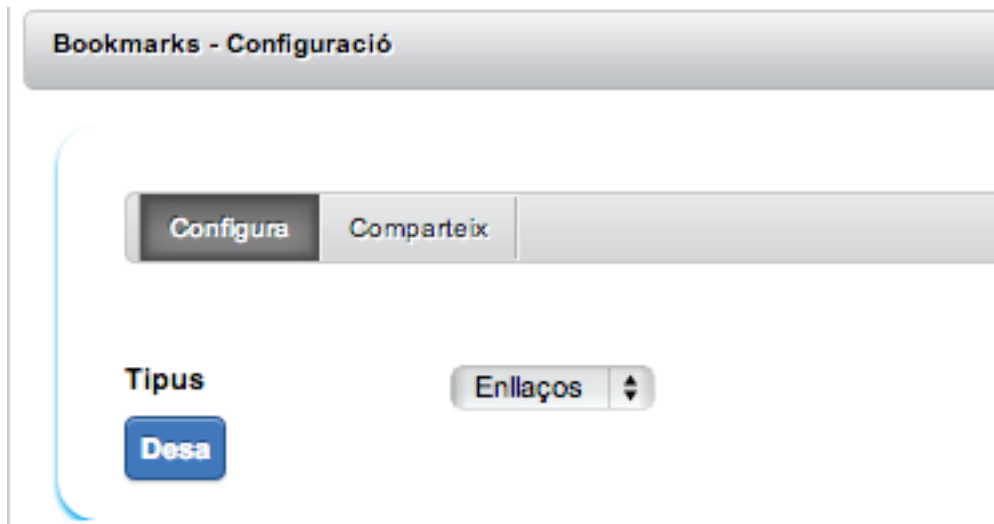 Bookmarks - Configuració
Configura Comparteix
Tipus Enllaços
Desa